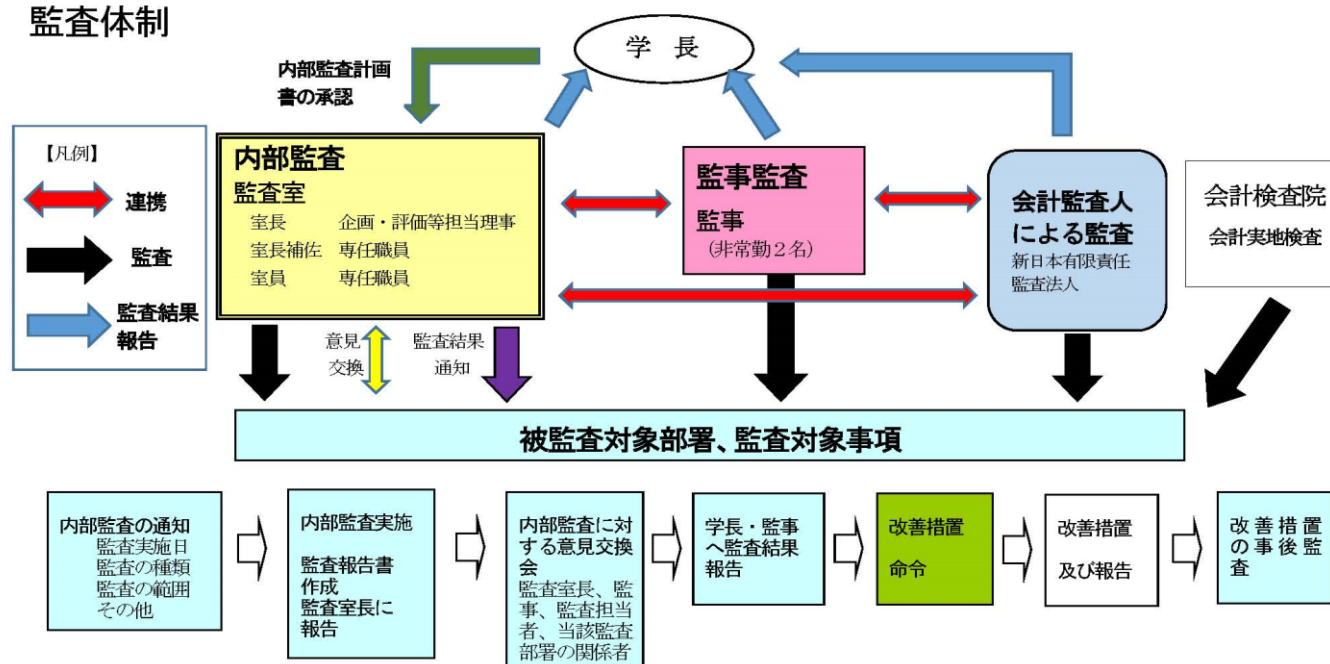 監査体制
学 長
内部監査計画
書の承認
【凡例】
連携
監査
監査結果
報告
内部監査
監査室
室長 企画・評価等担当理事
室長補佐 専任職員
室員 専任職員
監事監査
監事
(非常勤2名)
会計監査人
による監査
新日本有限責任
監査法人
会計検査院
会計実地検査
意見
交換
監査結果
通知
被監査対象部署、監査対象事項
内部監査の通知
監査実施日
監査の種類
監査の範囲
その他
内部監査実施
監査報告書
作成
監査室長に
報告
内部監査に対
する意見交換
会
監査室長、監
事、監査担当
者、当該監査
部署の関係者
学長・監事
へ監査結果
報告
改善措置
命令
改善措置
及び報告
改善措置
の事後監
査